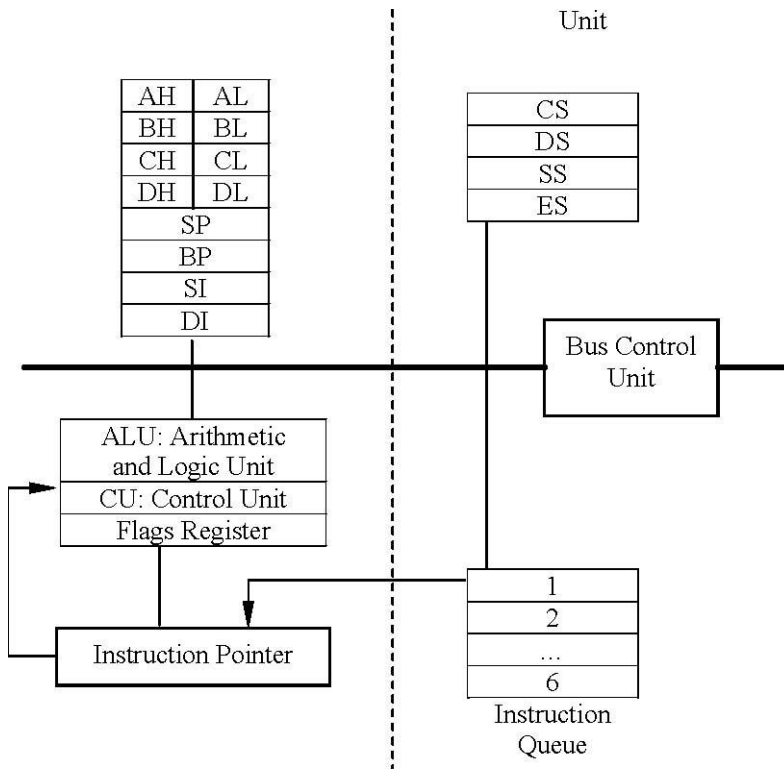 Unit
AH AL
BH BL
CH CL
DH DL
SP
BP
SI
DI
CS
DS
SS
ES
Bus Control
Unit
ALU: Arithmetic
and Logic Unit
CU: Control Unit
Flags Register
Instruction Pointer
1
2
...
6
Instruction
Queue